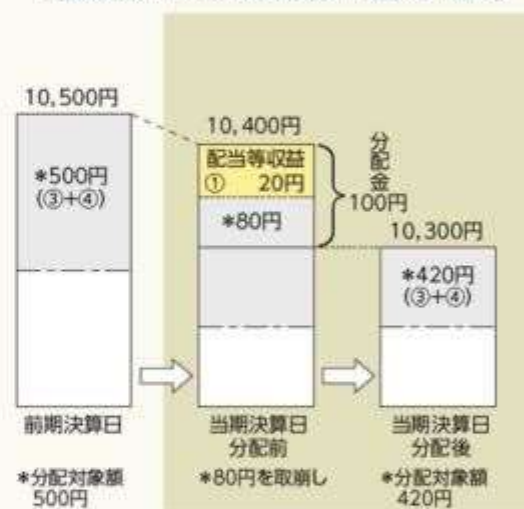 10,500円
*500円
(③+④)
10,400円
配当等収益
① 20円
*80円
分配金
100円
10,300円
*420円
(③+④)
前期決算日
当期決算日
分配前
当期決算日
分配後
*分配対象額
500円
*80円を取崩し
*分配対象額
420円